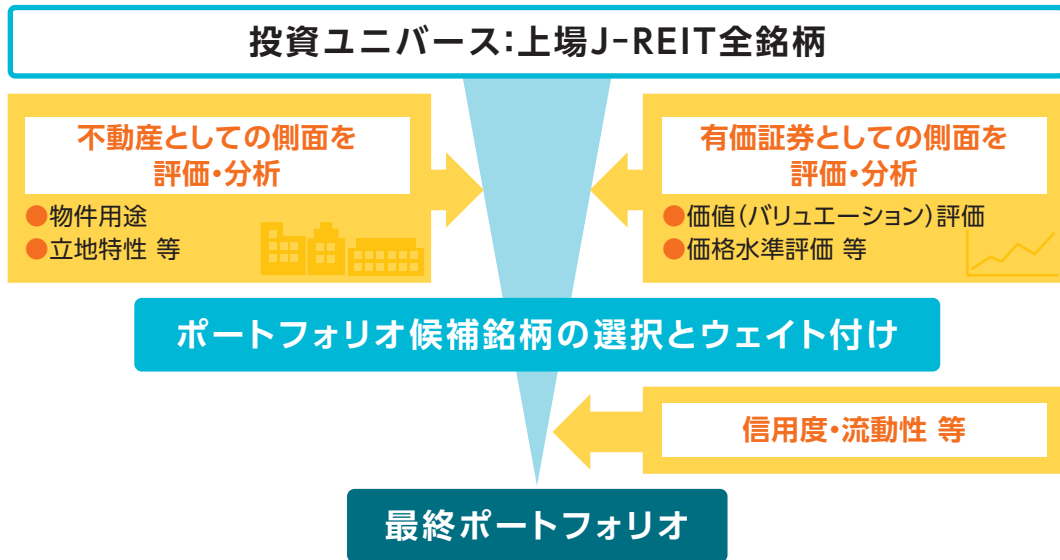 投資ユニバース：上場J-REIT全銘柄
不動産としての側面を
評価・分析
●物件用途
●立地特性 等
有価証券としての側面を
評価・分析
●価値（バリュエーション）評価
●価格水準評価 等
ポートフォリオ候補銘柄の選択とウェイト付け
信用度・流動性 等
最終ポートフォリオ